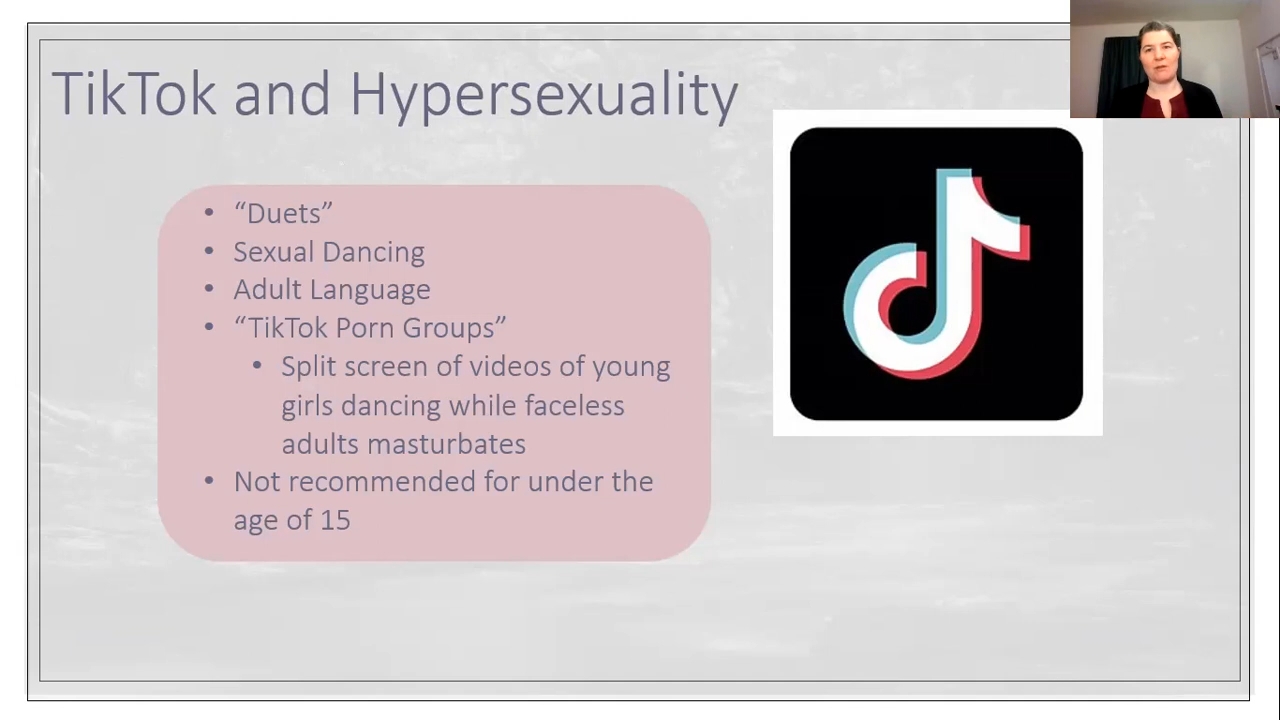 TikTok and Hypersexuality
• “Duets”
• Sexual Dancing
• Adult Language
• “TikTok Porn Groups”
• Split screen of videos of young
girls dancing while faceless
adults masturbates
• Not recommended for under the
age of 15